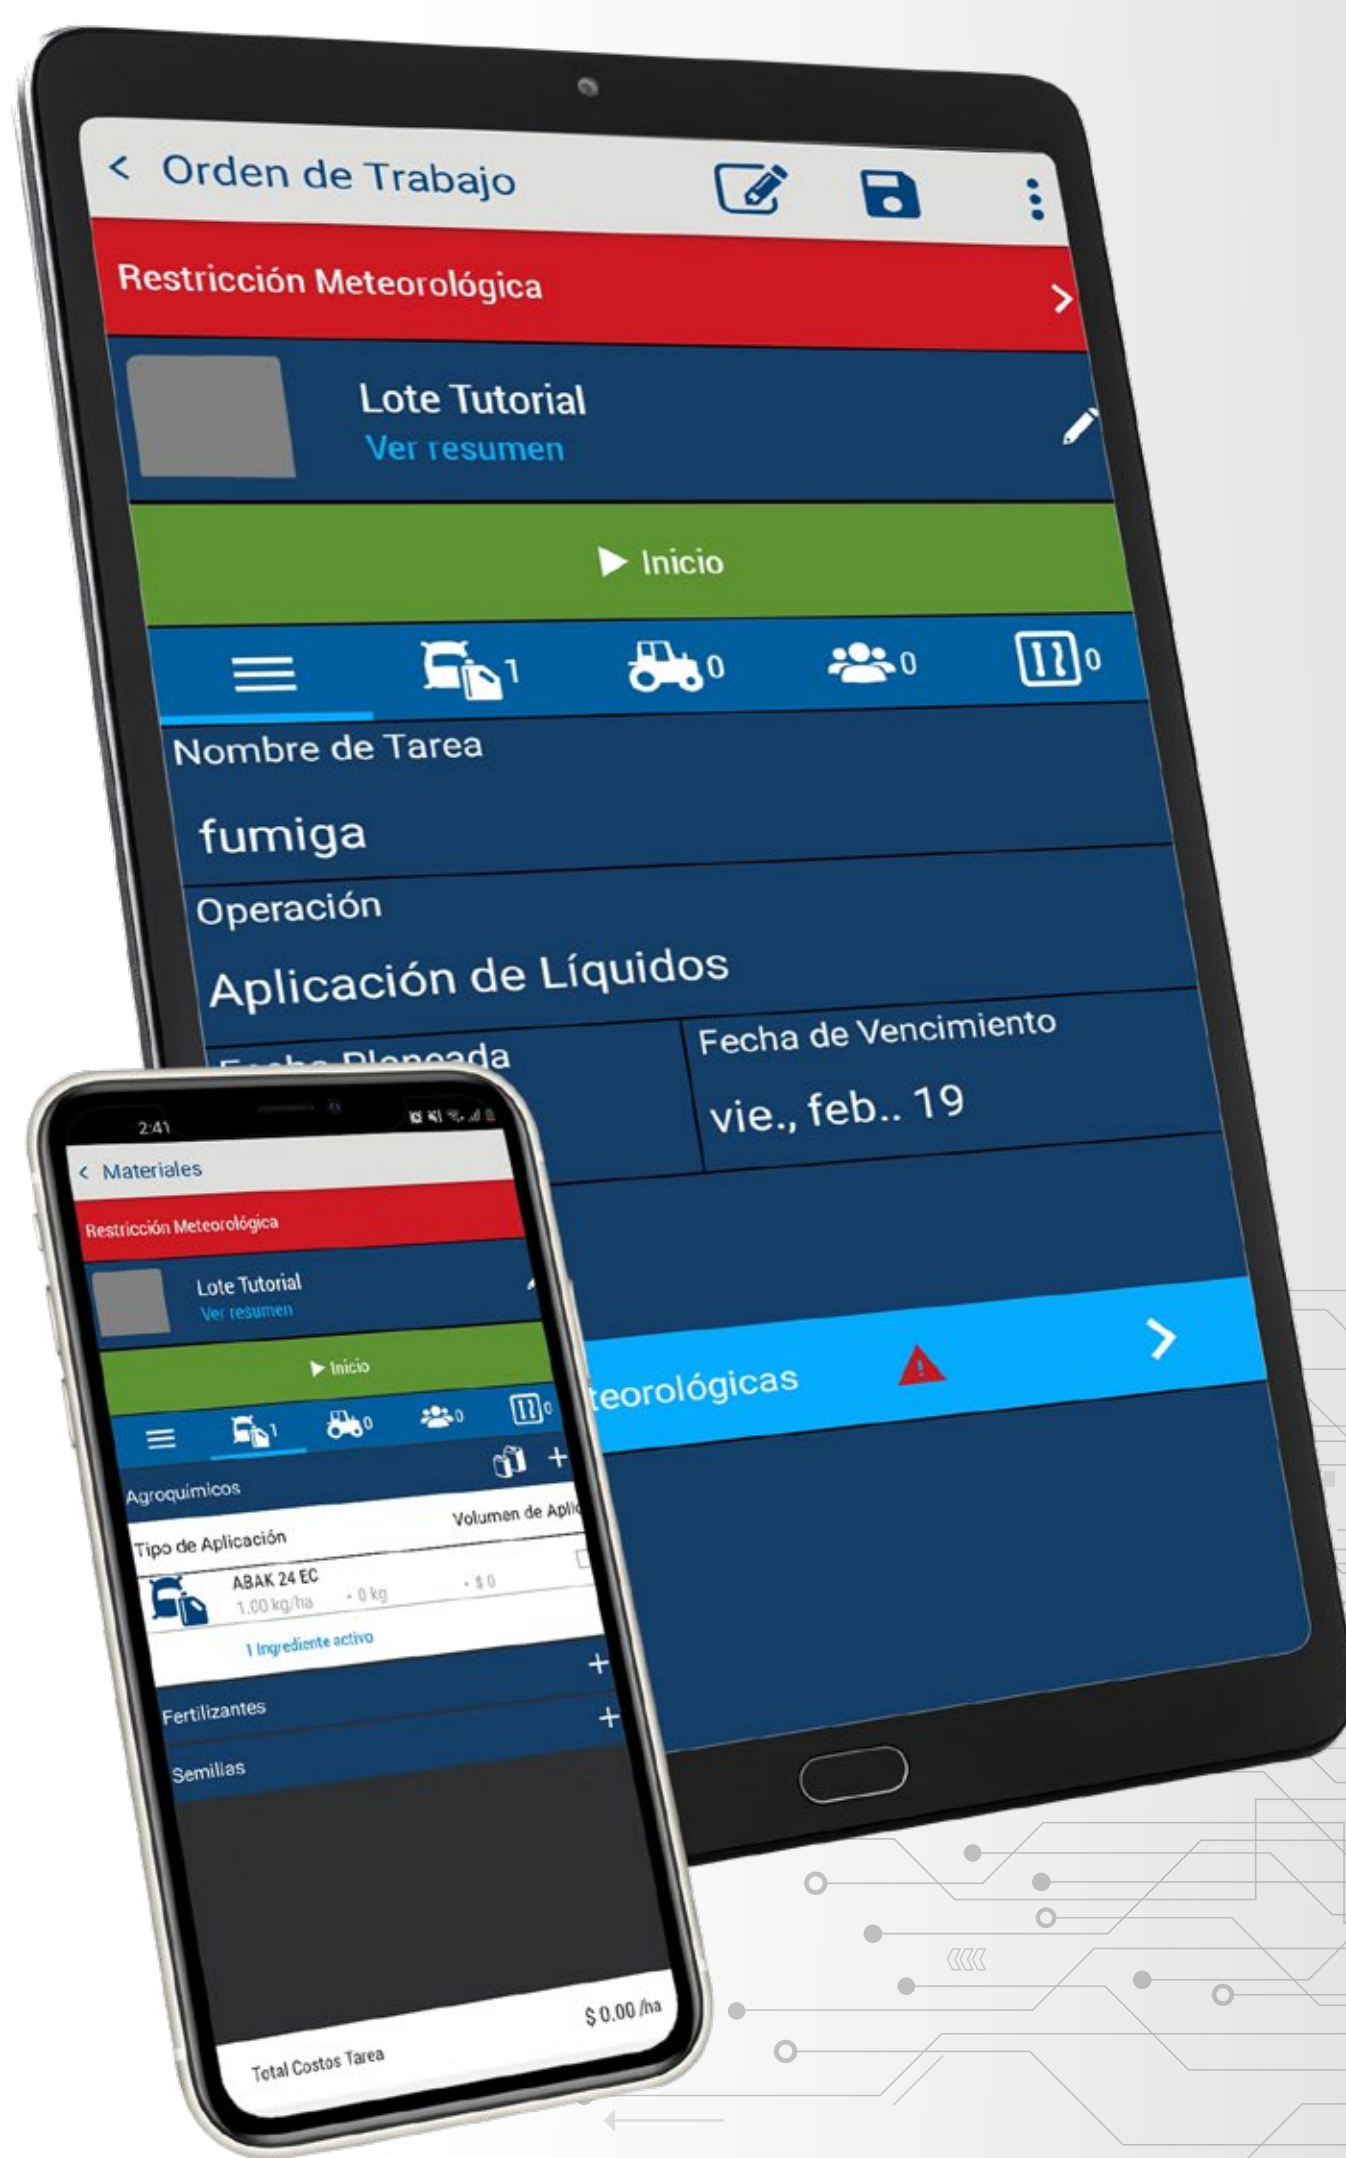 Orden de Trabajo
Restricción Meteorológica
Lote Tutorial
Ver resumen
Inicio
1 0 0 0
Nombre de Tarea
fumiga
Operación
Aplicación de Líquidos
Fecha Planeada
Fecha de Vencimiento
vie., feb.. 19
teorológicas
2:41
Materiales
Restricción Meteorológica
Lote Tutorial
Ver resumen
Inicio
1 0 0 0
Agroquímicos
Tipo de Aplicación Volumen de Aplic
ABAK 24 EC
1.00 kg/ha • 0 kg • $ 0
1 Ingrediente activo
Fertilizantes
Semillas
Total Costos Tarea $ 0.00 /ha